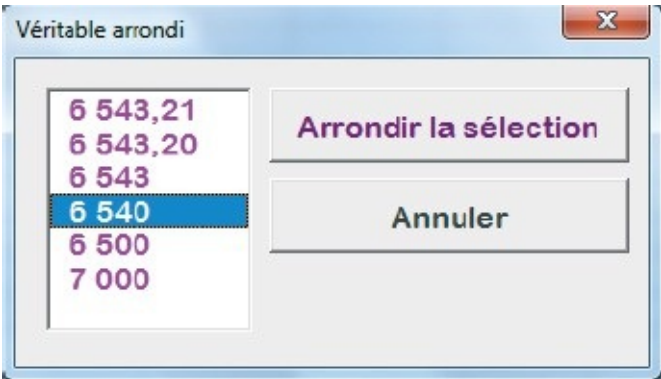 Véritable arrondi
6 543,21
6 543,20
6 543
6 540
6 500
7 000
Arrondir la sélection
Annuler